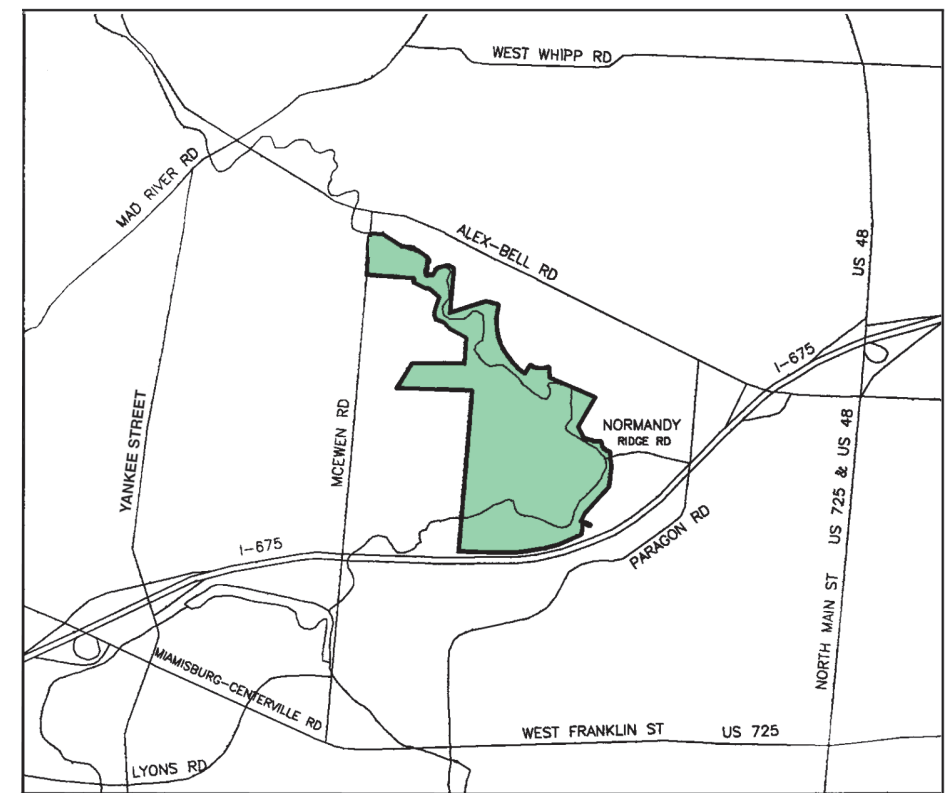 WEST WHIPP RD
MAD RIVER RD
ALEX-BELL RD
US 48
I-675
YANKEE STREET
MCEWEN RD
NORMANDY
RIDGE RD
US 725 & US 48
PARAGON RD
I-675
NORTH MAIN ST
MIAMISBURG-CENTERVILLE RD
WEST FRANKLIN ST
US 725
LYONS RD